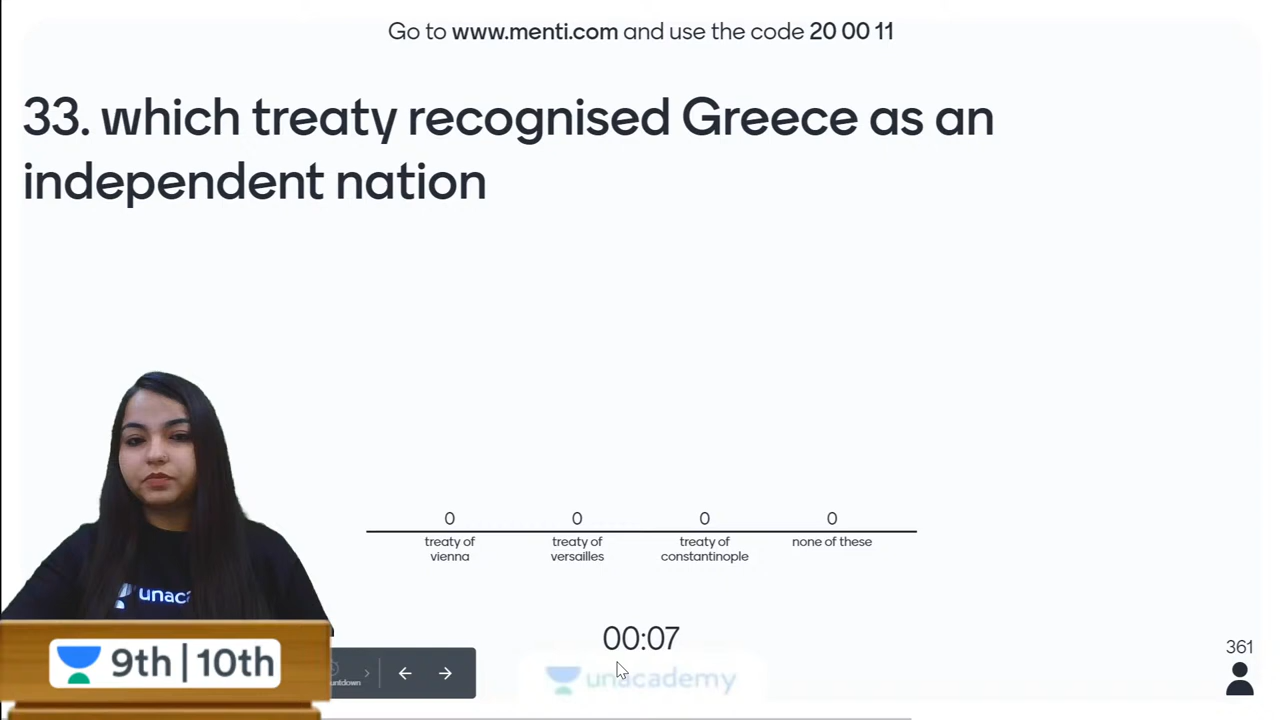 Go to www.menti.com and use the code 20 00 11
33. which treaty recognised Greece as an
independent nation
0 0 0 0
treaty of vienna
treaty of versailles
treaty of constantinople
none of these
00:07
unacademy
361
unac
9th | 10th